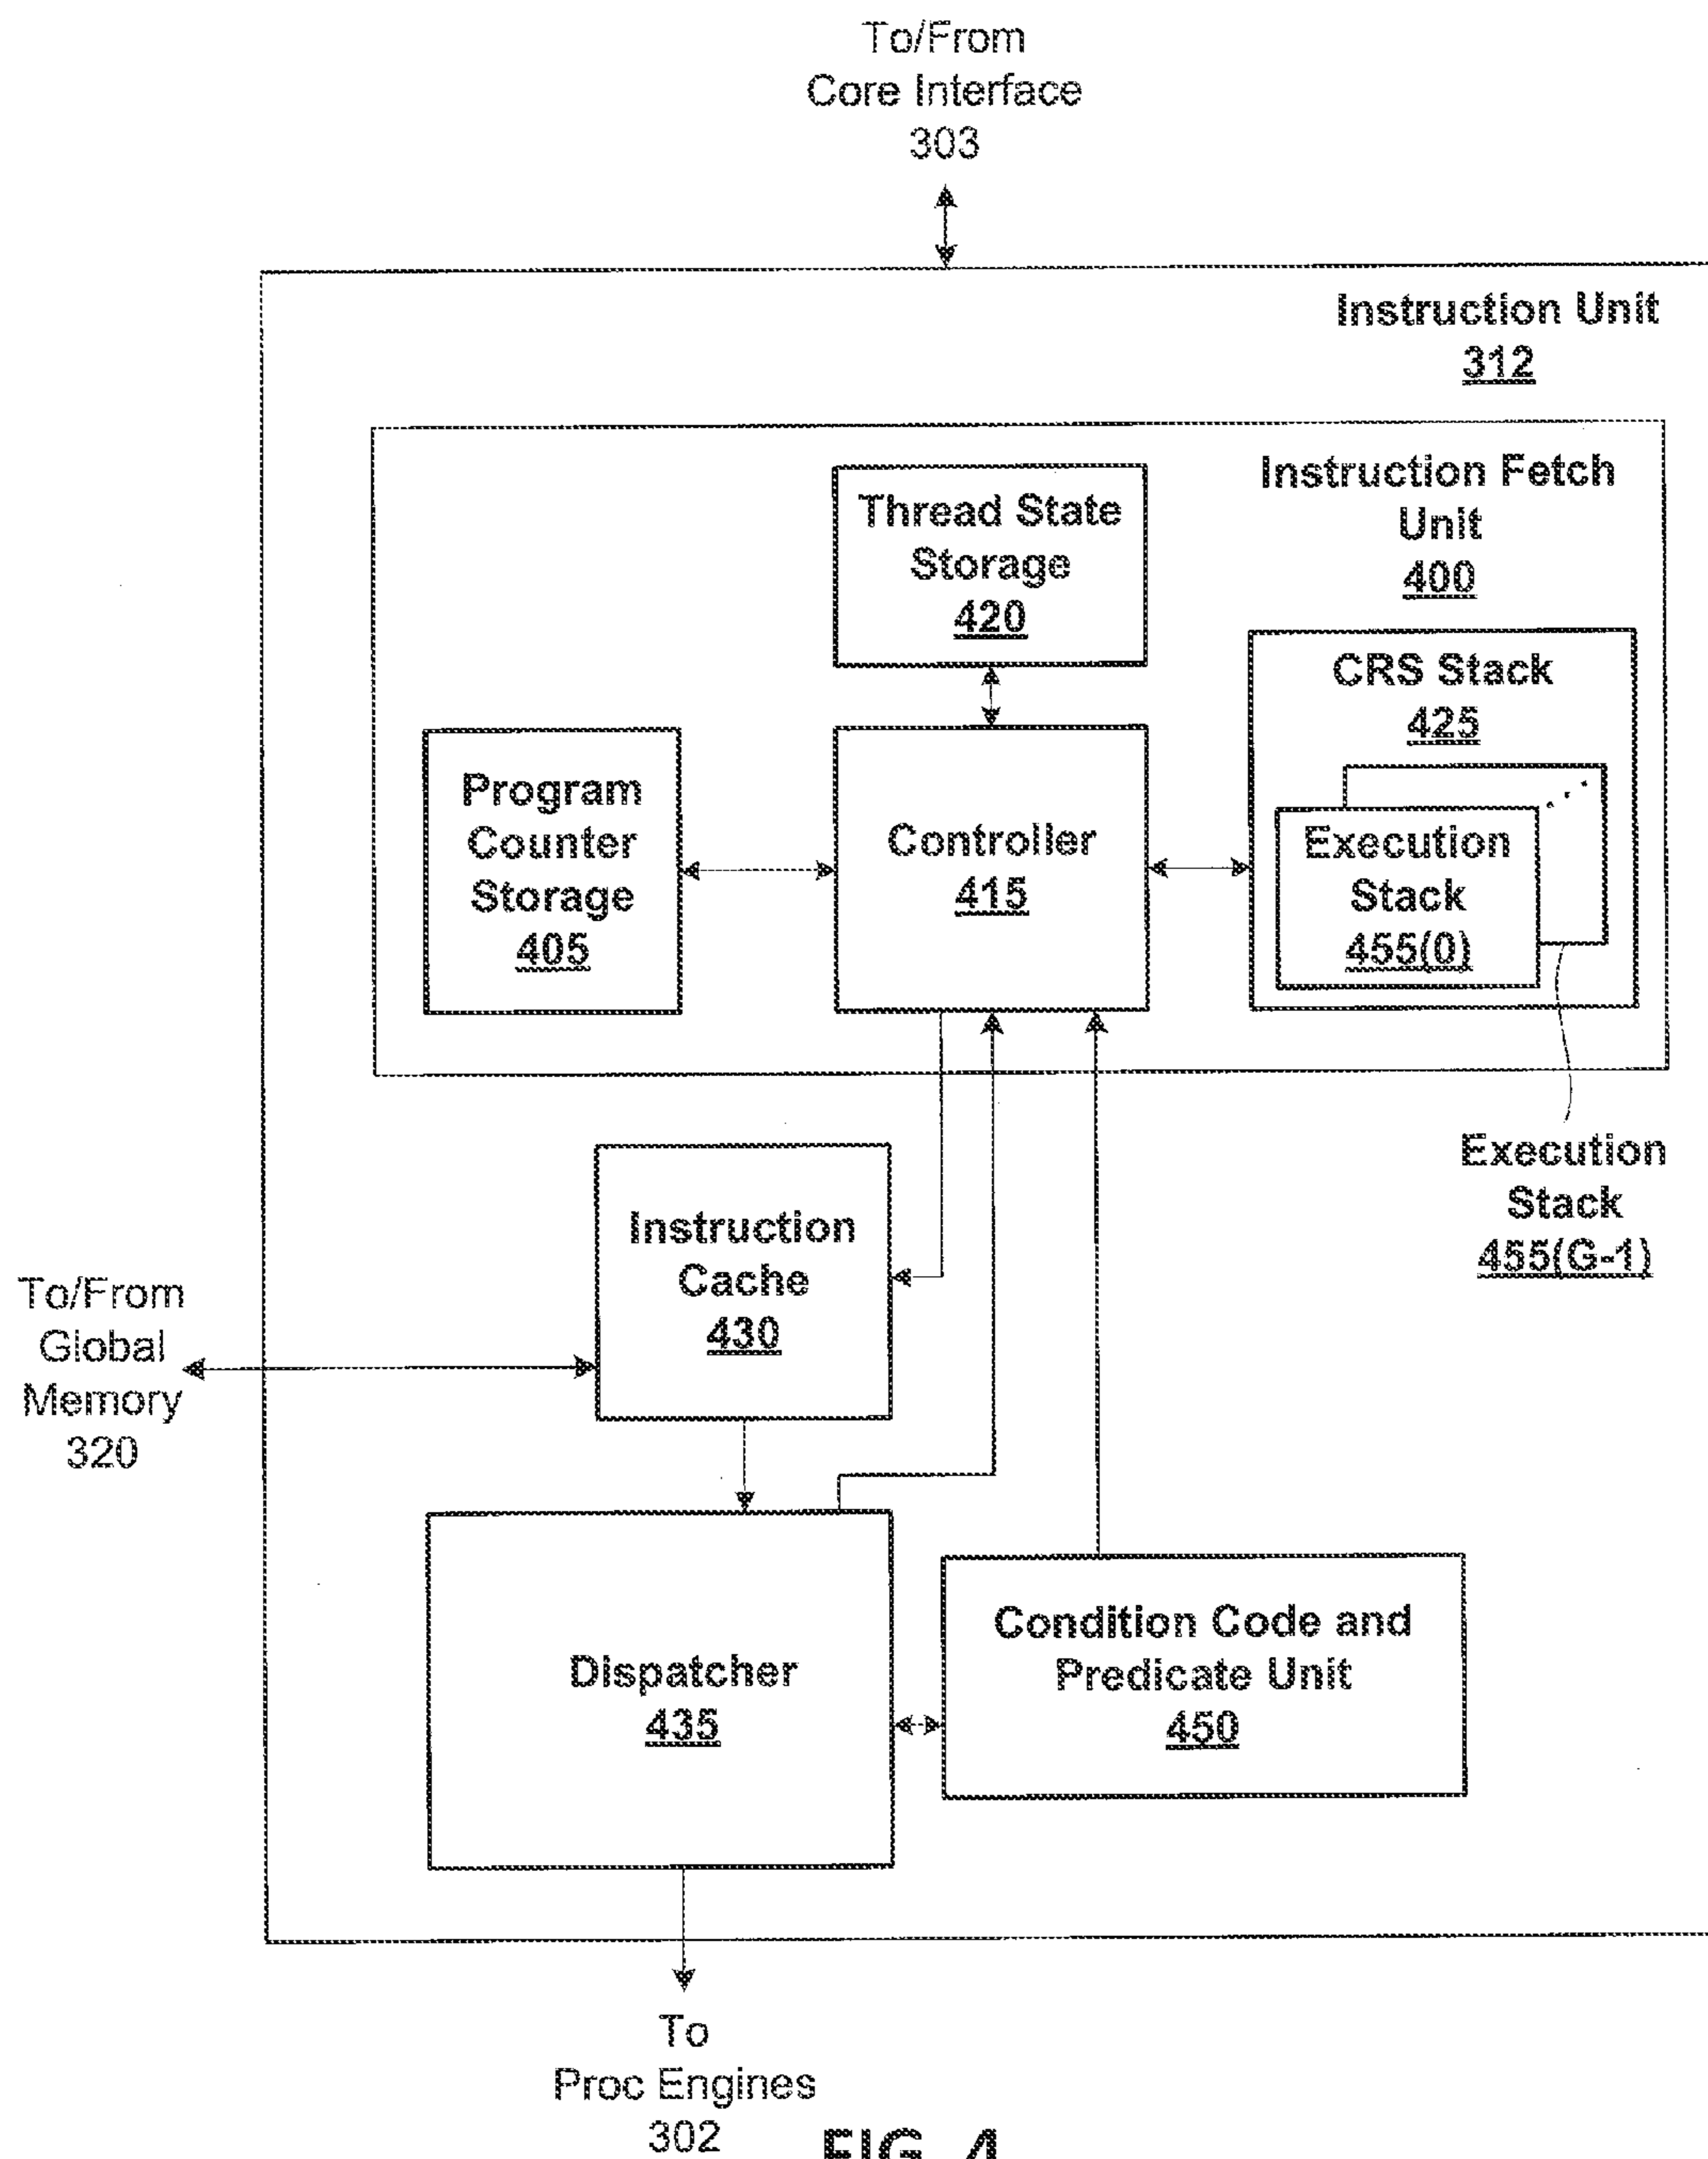 To/From
Core Interface
303
Instruction Unit
312
Instruction Fetch
Unit
400
Thread State
Storage
420
CRS Stack
425
Program
Counter
Storage
405
Controller
415
Execution
Stack
455(0)
Execution
Stack
455(G-1)
Instruction
Cache
430
To/From
Global
Memory
320
Dispatcher
435
Condition Code and
Predicate Unit
450
To
Proc Engines
302
FIG. 4